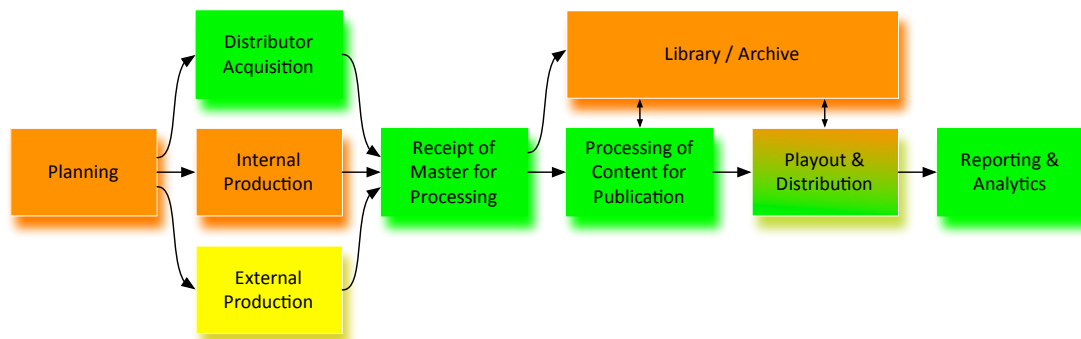 Distributor
Acquisition
Library / Archive
Planning
Internal
Production
Receipt of
Master for
Processing
Processing of
Content for
Publication
Playout &
Distribution
Reporting &
Analytics
External
Production